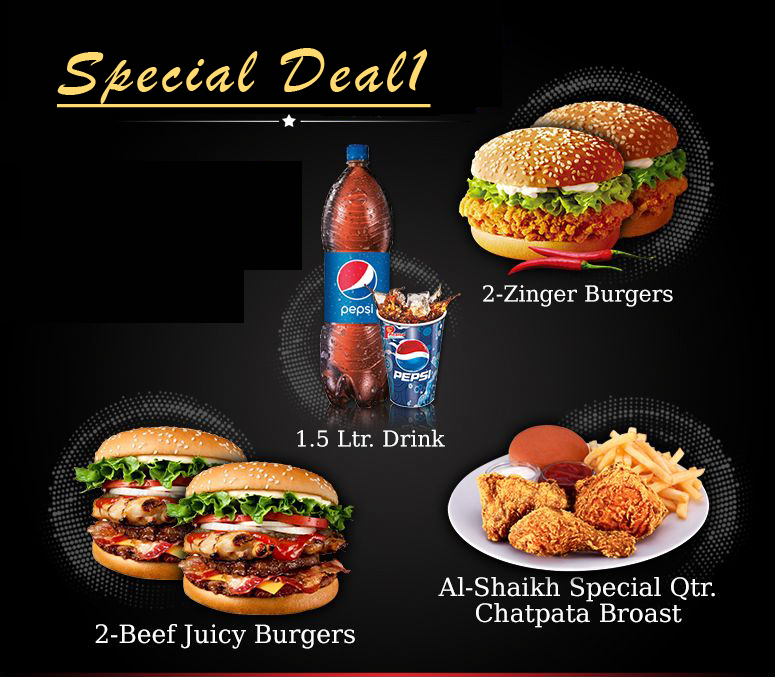 Special Deal1
2-Zinger Burgers
pepsi
PEPSI
1.5 Ltr. Drink
2-Beef Juicy Burgers
Al-Shaikh Special Qtr.
Chatpata Broast